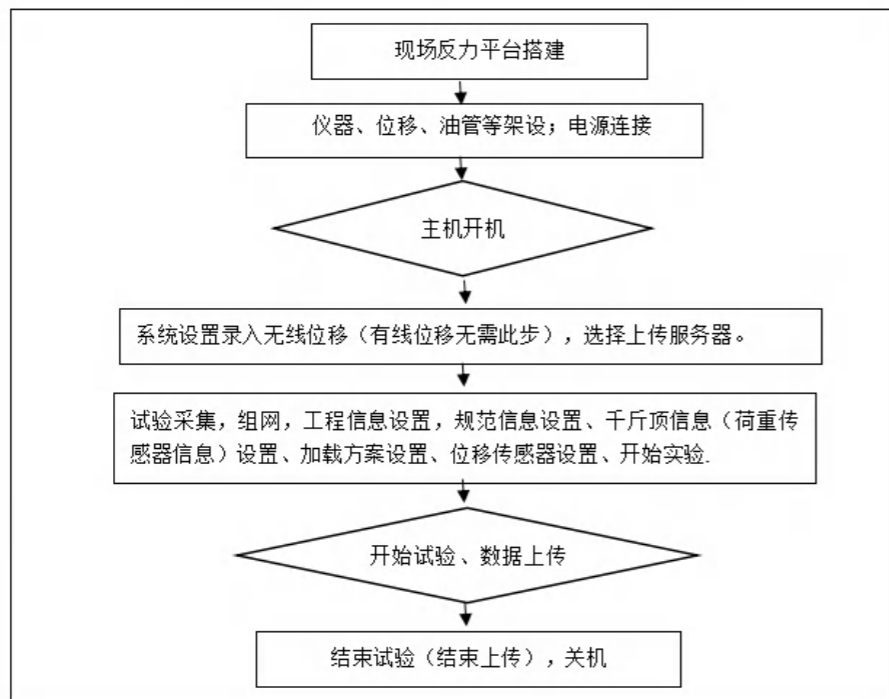 现场反力平台搭建
仪器、位移、油管等架设；电源连接
主机开机
系统设置录入无线位移（有线位移无需此步），选择上传服务器。
试验采集，组网，工程信息设置，规范信息设置、千斤顶信息（荷重传
感器信息）设置、加载方案设置、位移传感器设置、开始实验.
开始试验、数据上传
结束试验（结束上传），关机